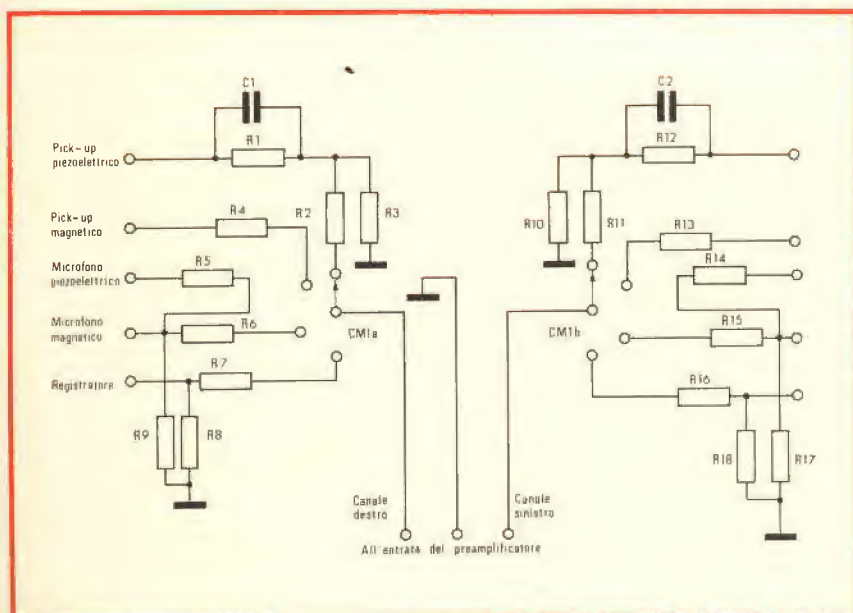 C1
C2
R1
R12
Pick-up
piezoelettrico
R4
R2
R3
R10
R11
R13
Pick-up
magnetico
R5
R14
Microfono
piezoelettrico
R6
CM1a
CM1b
R15
Microfono
magnetico
R7
R16
Registratore
R9
R8
R18
R17
Canale
destro
Canale
sinistro
All'entrata del preamplificatore